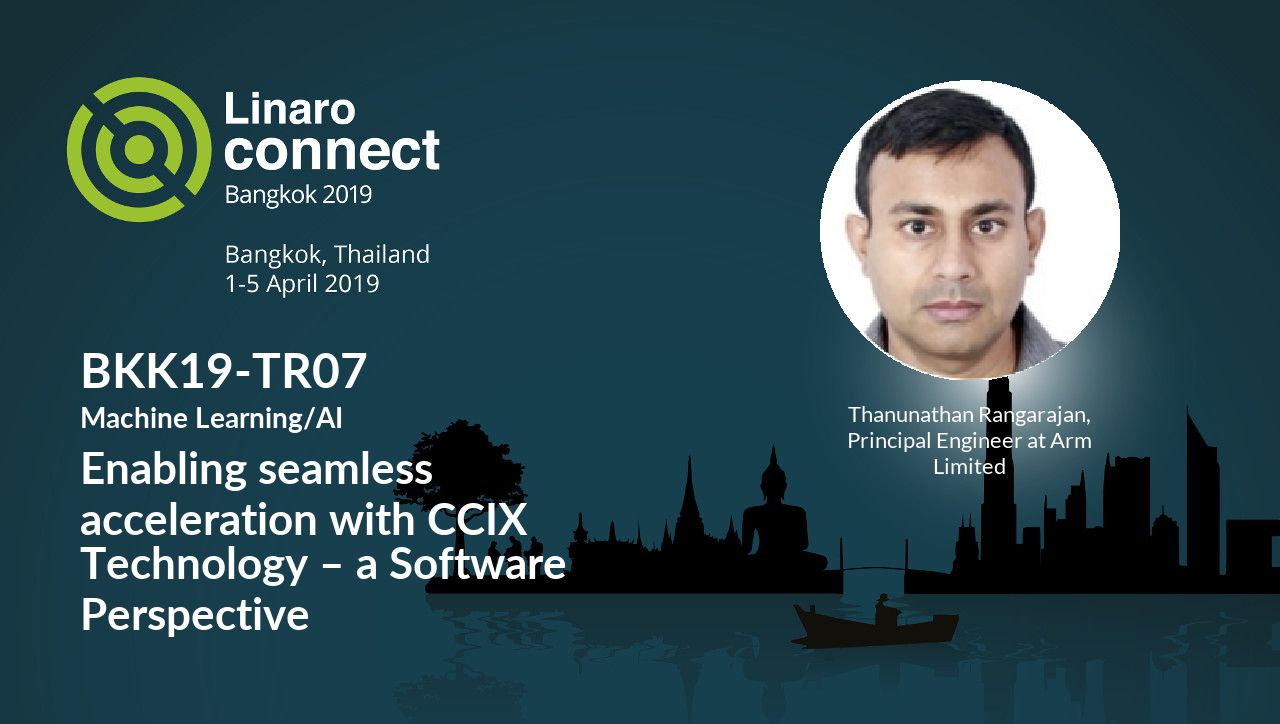 Linaro
connect
Bangkok 2019
Bangkok, Thailand
1-5 April 2019
BKK19-TR07
Machine Learning/AI
Enabling seamless
acceleration with CCIX
Technology – a Software
Perspective
Thanunathan Rangarajan,
Principal Engineer at Arm
Limited